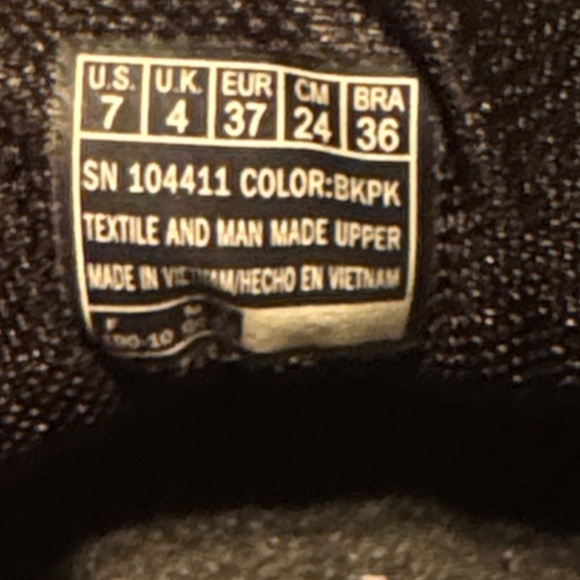 U.S. U.K. EUR CM BRA
7 4 37 24 36
SN 104411 COLOR:BKPK
TEXTILE AND MAN MADE UPPER
MADE IN VIETNAM/HECHO EN VIETNAM